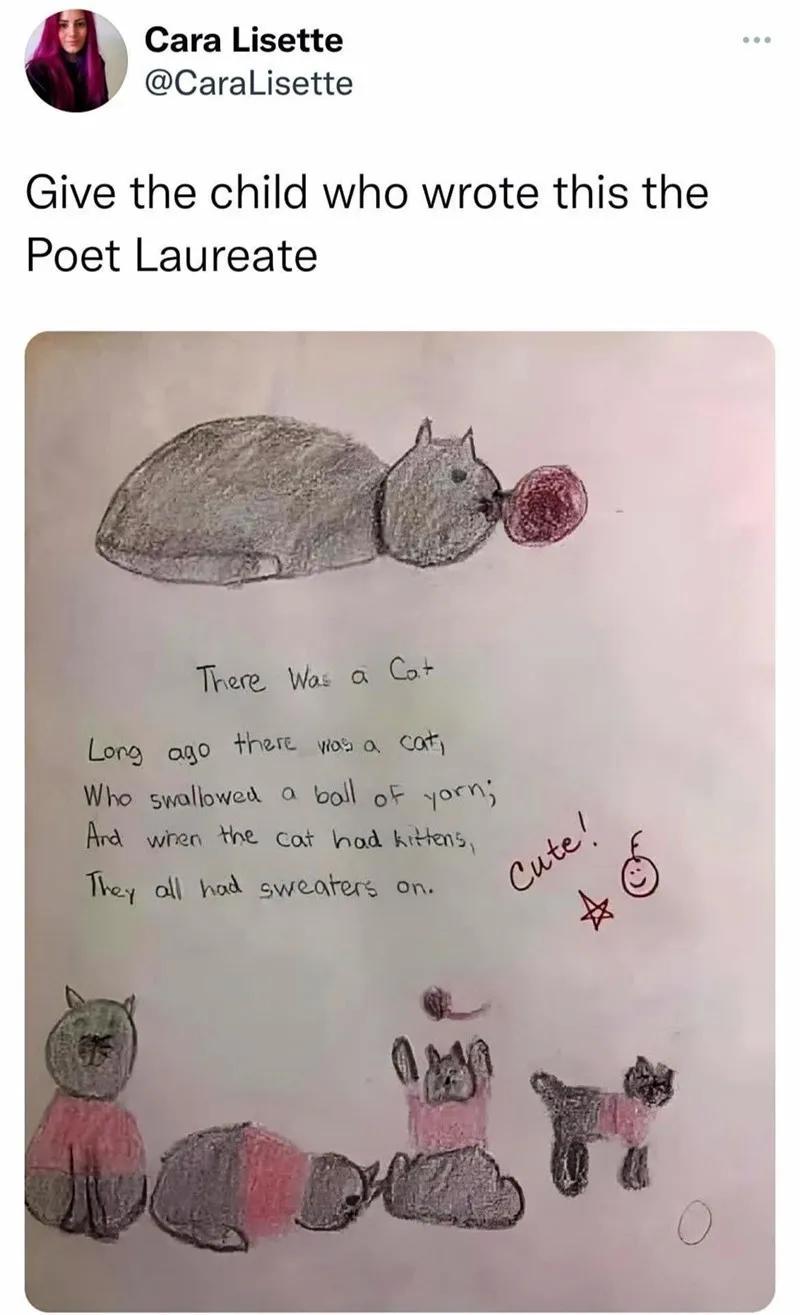 Cara Lisette
@CaraLisette
Give the child who wrote this the
Poet Laureate
There Was a Cat
Long ago there was a cat,
Who swallowed a ball of yarn;
And when the cat had kittens,
They all had sweaters on.
Cute!